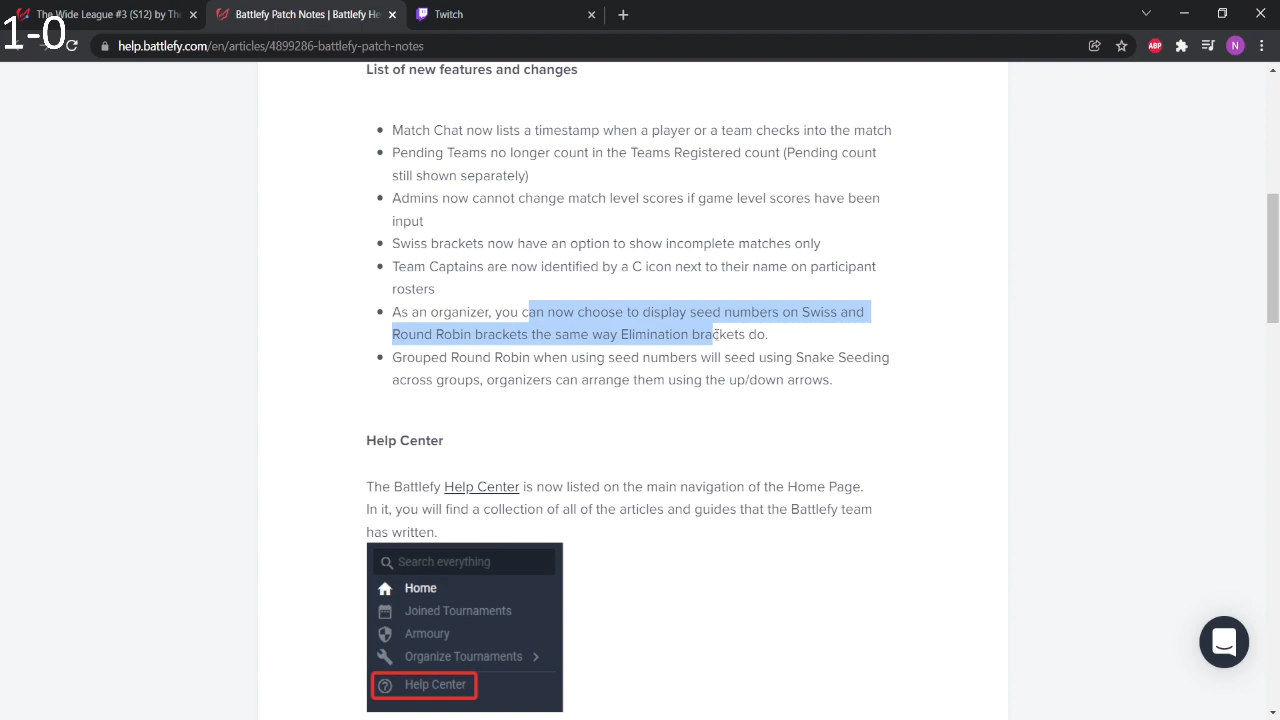 The Wide League #3 (S12) by The
Battlefy Patch Notes | Battlefy He
Twitch
1-0
help.battlefy.com/en/articles/4899286-battlefy-patch-notes
ABP
N
List of new features and changes
Match Chat now lists a timestamp when a player or a team checks into the match
Pending Teams no longer count in the Teams Registered count (Pending count
still shown separately)
Admins now cannot change match level scores if game level scores have been
input
Swiss brackets now have an option to show incomplete matches only
Team Captains are now identified by a C icon next to their name on participant
rosters
As an organizer, you can now choose to display seed numbers on Swiss and
Round Robin brackets the same way Elimination brackets do.
Grouped Round Robin when using seed numbers will seed using Snake Seeding
across groups, organizers can arrange them using the up/down arrows.
Help Center
The Battlefy Help Center is now listed on the main navigation of the Home Page.
In it, you will find a collection of all of the articles and guides that the Battlefy team
has written.
Search everything
Home
Joined Tournaments
Armoury
Organize Tournaments
Help Center